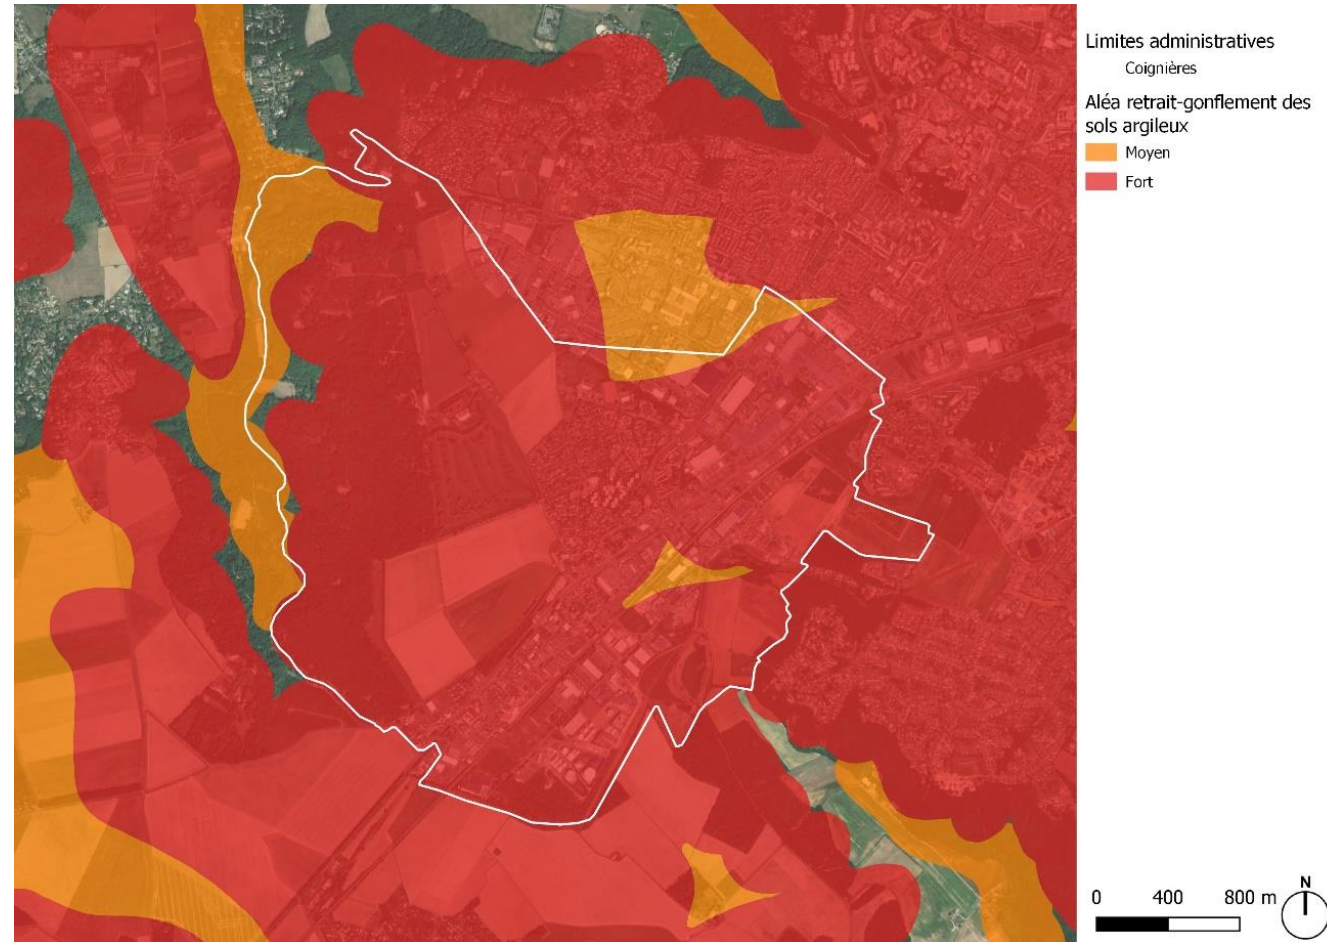 Limites administratives
Coignières
Aléa retrait-gonflement des
sols argileux
Moyen
Fort
0 400 800 m
N